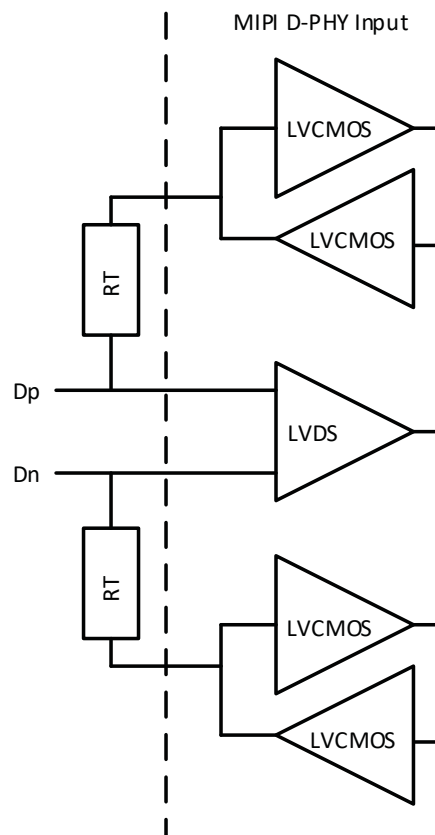 MIPI D-PHY Input
LVCMOS
LVCMOS
RT
Dp
LVDS
Dn
RT
LVCMOS
LVCMOS